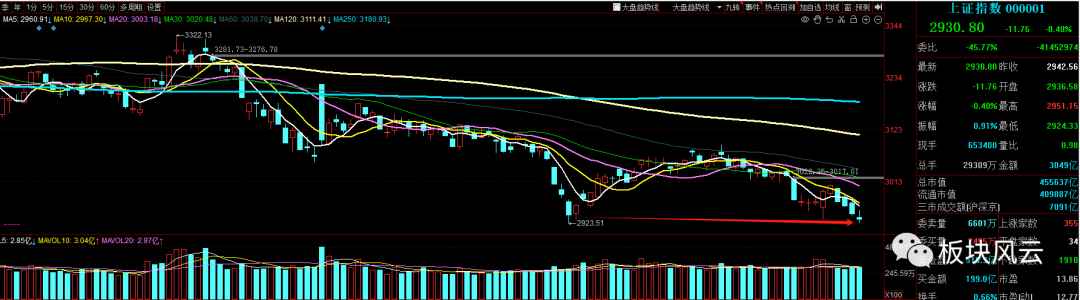 季 年 1分 5分 15分 30分 60分 多周期 设置
大盘趋势线 大盘趋势线 九转 事件 热点回测 加自选 均线 窗 预测
MA5: 2960.91↓ MA10: 2967.30↓ MA20: 3003.18↓ MA30: 3020.48↓ MA60: 3038.70↓ MA120: 3111.41↓ MA250: 3180.93↓
3322.13
3281.73-3276.78
3017.01
2923.51
3344
3234
3123
3013
L5: 2.85亿↓ MAVOL10: 3.04亿↑ MAVOL20: 2.97亿↑
245.59万
X100
上证指数 000001
2930.80 -11.76 -0.40%
委比 -45.77% -41452974
最新 2930.80 昨收 2942.56
涨跌 -11.76 开盘 2936.58
涨幅 -0.40% 最高 2951.15
振幅 0.91% 最低 2924.33
现手 653400 量比 0.98
总手 29309万 金额 3049亿
总市值 455637亿
流通市值 409887亿
三市成交额(沪深京) 7091亿
委卖量 6601万 上涨家数 355
34
1910
买金额 199.0亿 市盈 13.86
换手 0.66% 市盈(动) 12.77
板块风云